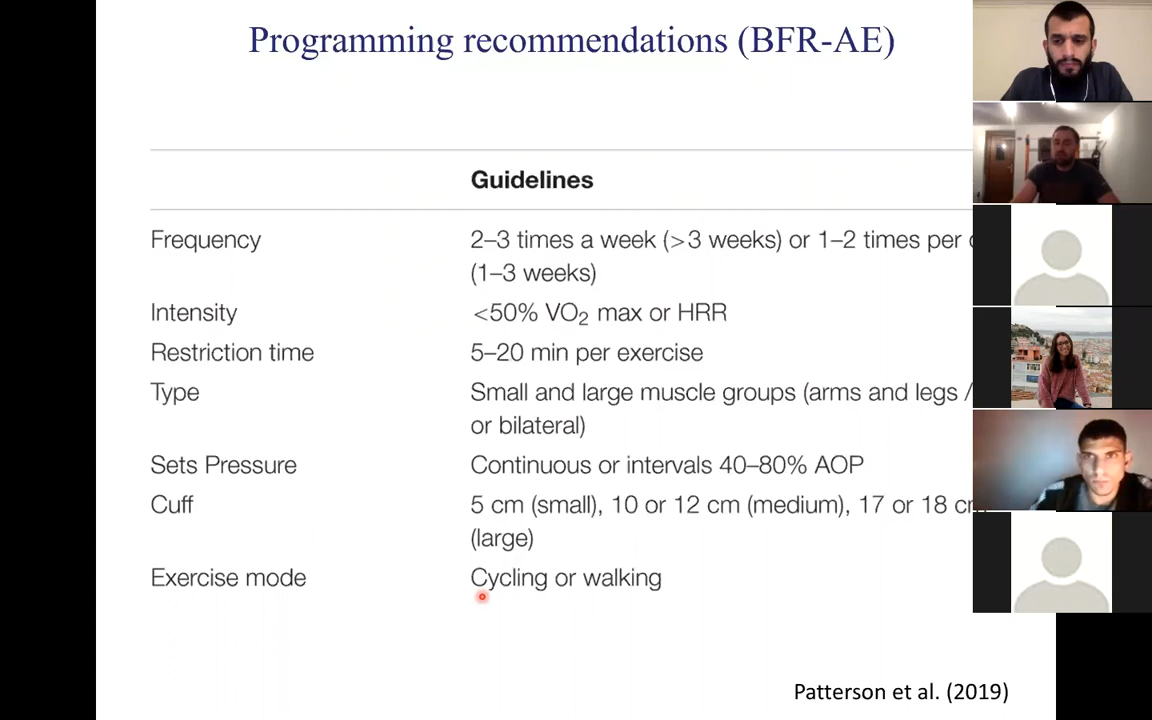 Programming recommendations (BFR-AE)
Guidelines
Frequency 2–3 times a week (>3 weeks) or 1–2 times per
(1–3 weeks)
Intensity <50% VO₂ max or HRR
Restriction time 5–20 min per exercise
Type Small and large muscle groups (arms and legs /
or bilateral)
Sets Pressure Continuous or intervals 40–80% AOP
Cuff 5 cm (small), 10 or 12 cm (medium), 17 or 18 cm
(large)
Exercise mode Cycling or walking
Patterson et al. (2019)